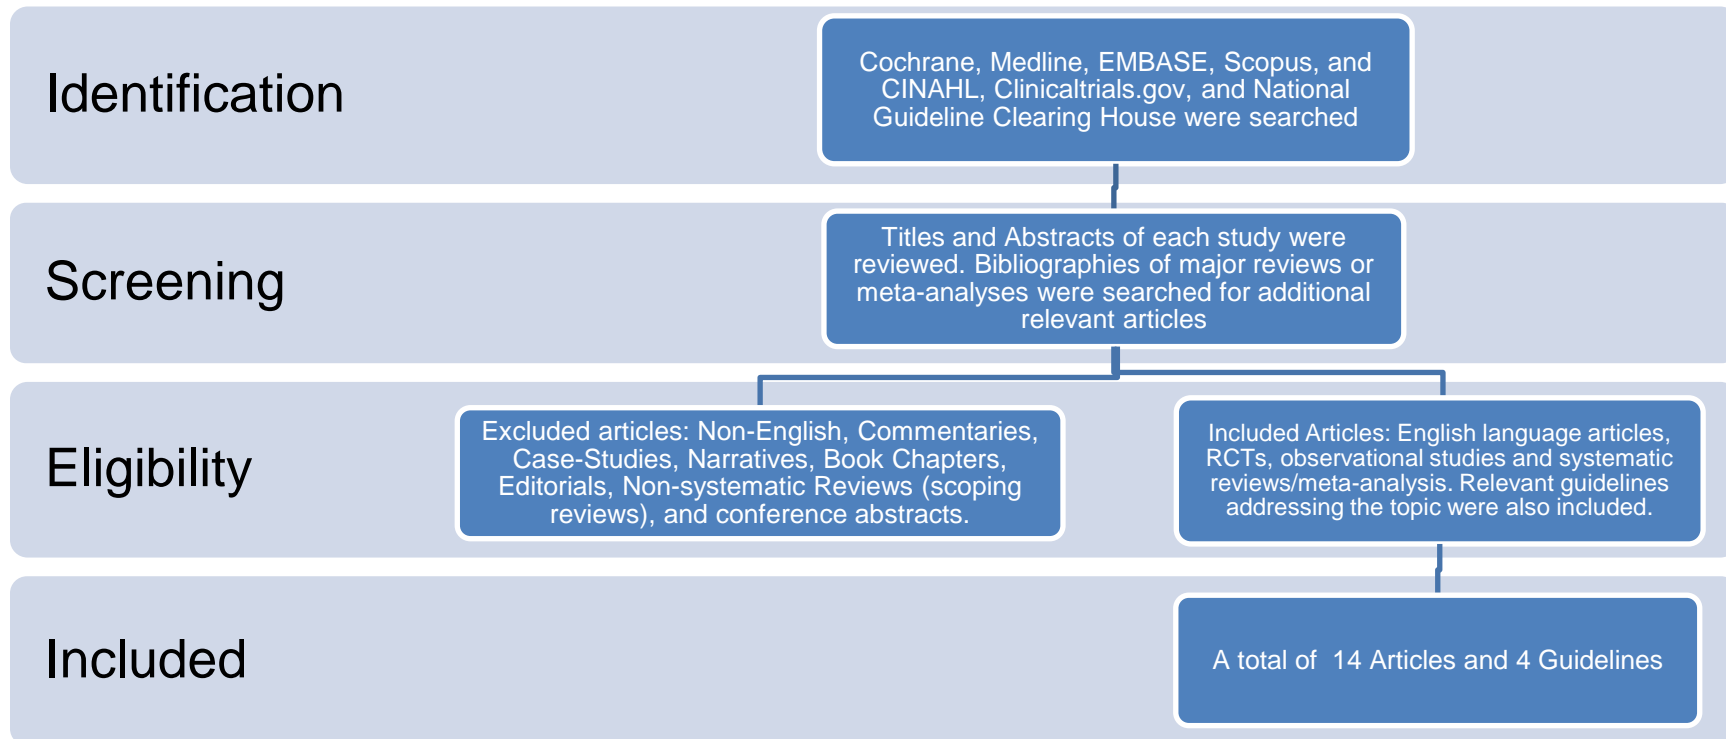 Identification
Cochrane, Medline, EMBASE, Scopus, and
CINAHL, Clinicaltrials.gov, and National
Guideline Clearing House were searched
Screening
Titles and Abstracts of each study were
reviewed. Bibliographies of major reviews or
meta-analyses were searched for additional
relevant articles
Eligibility
Excluded articles: Non-English, Commentaries,
Case-Studies, Narratives, Book Chapters,
Editorials, Non-systematic Reviews (scoping
reviews), and conference abstracts.
Included Articles: English language articles,
RCTs, observational studies and systematic
reviews/meta-analysis. Relevant guidelines
addressing the topic were also included.
Included
A total of  14 Articles and 4 Guidelines